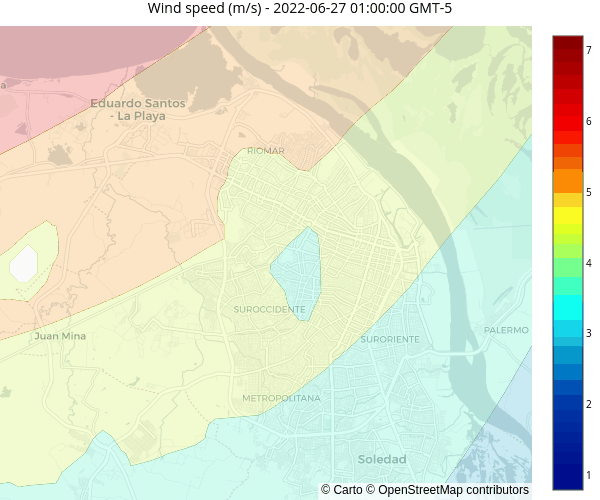 Wind speed (m/s) - 2022-06-27 01:00:00 GMT-5
a
Eduardo Santos
- La Playa
RIOMAR
SUROCCIDENTE
Juan Mina
SURORIENTE
PALERMO
METROPOLITANA
Soledad
© Carto © OpenStreetMap contributors
7
6
5
4
3
2
1